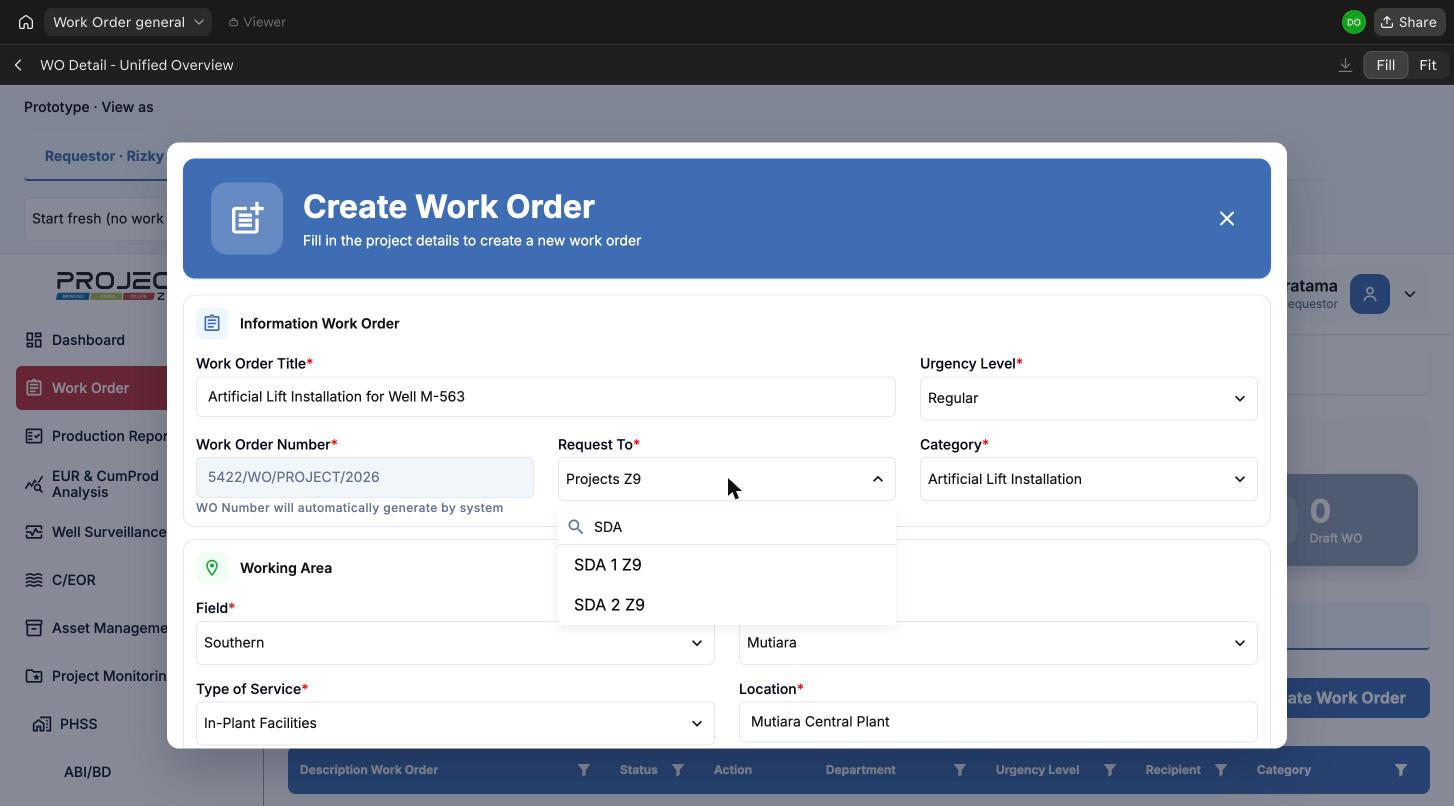 Work Order general
Viewer
DO
Share
WO Detail - Unified Overview
Fill
Fit
Prototype · View as
Requestor · Rizky
Start fresh (no work
PROJEC
BRINGING
TO LIFE
Z
ratama
equestor
Dashboard
Work Order
Production Repor
EUR & CumProd
Analysis
Well Surveillance
C/EOR
Asset Manageme
Project Monitorin
PHSS
ABI/BD
Create Work Order
Fill in the project details to create a new work order
Information Work Order
Work Order Title*
Urgency Level*
Artificial Lift Installation for Well M-563
Regular
Work Order Number*
Request To*
Category*
5422/WO/PROJECT/2026
Projects Z9
Artificial Lift Installation
WO Number will automatically generate by system
SDA
SDA 1 Z9
SDA 2 Z9
Working Area
Field*
Southern
Mutiara
Type of Service*
Location*
In-Plant Facilities
Mutiara Central Plant
0
Draft WO
ate Work Order
Description Work Order
Status
Action
Department
Urgency Level
Recipient
Category